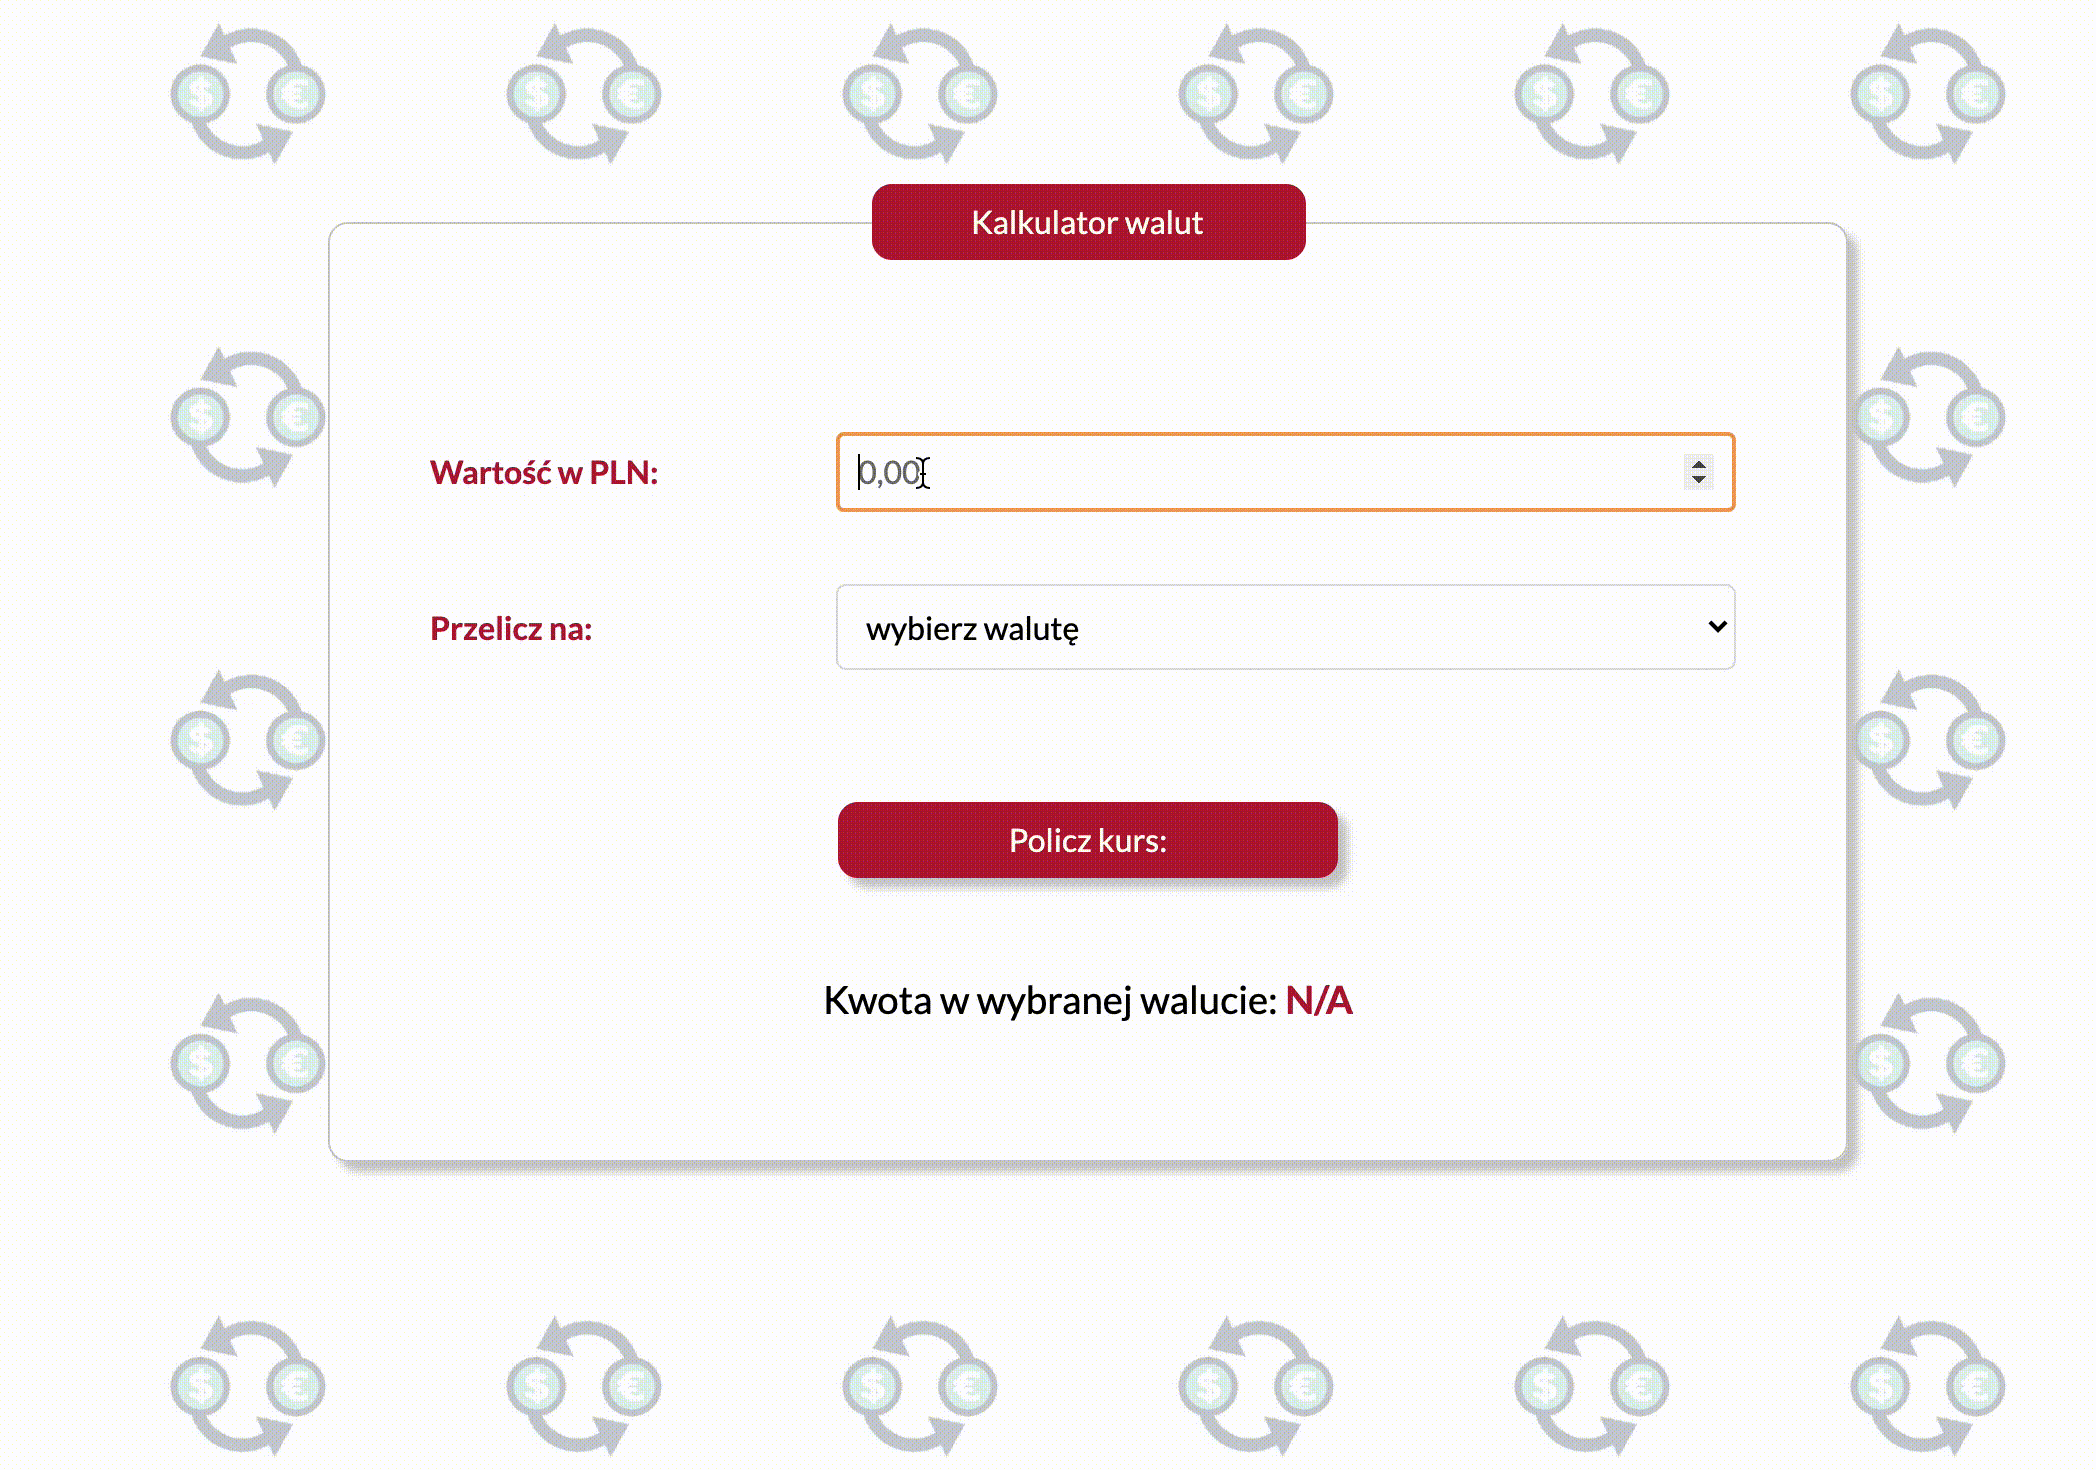 Kalkulator walut
Wartość w PLN:
0,00
Przelicz na:
wybierz walutę
Policz kurs:
Kwota w wybranej walucie: N/A